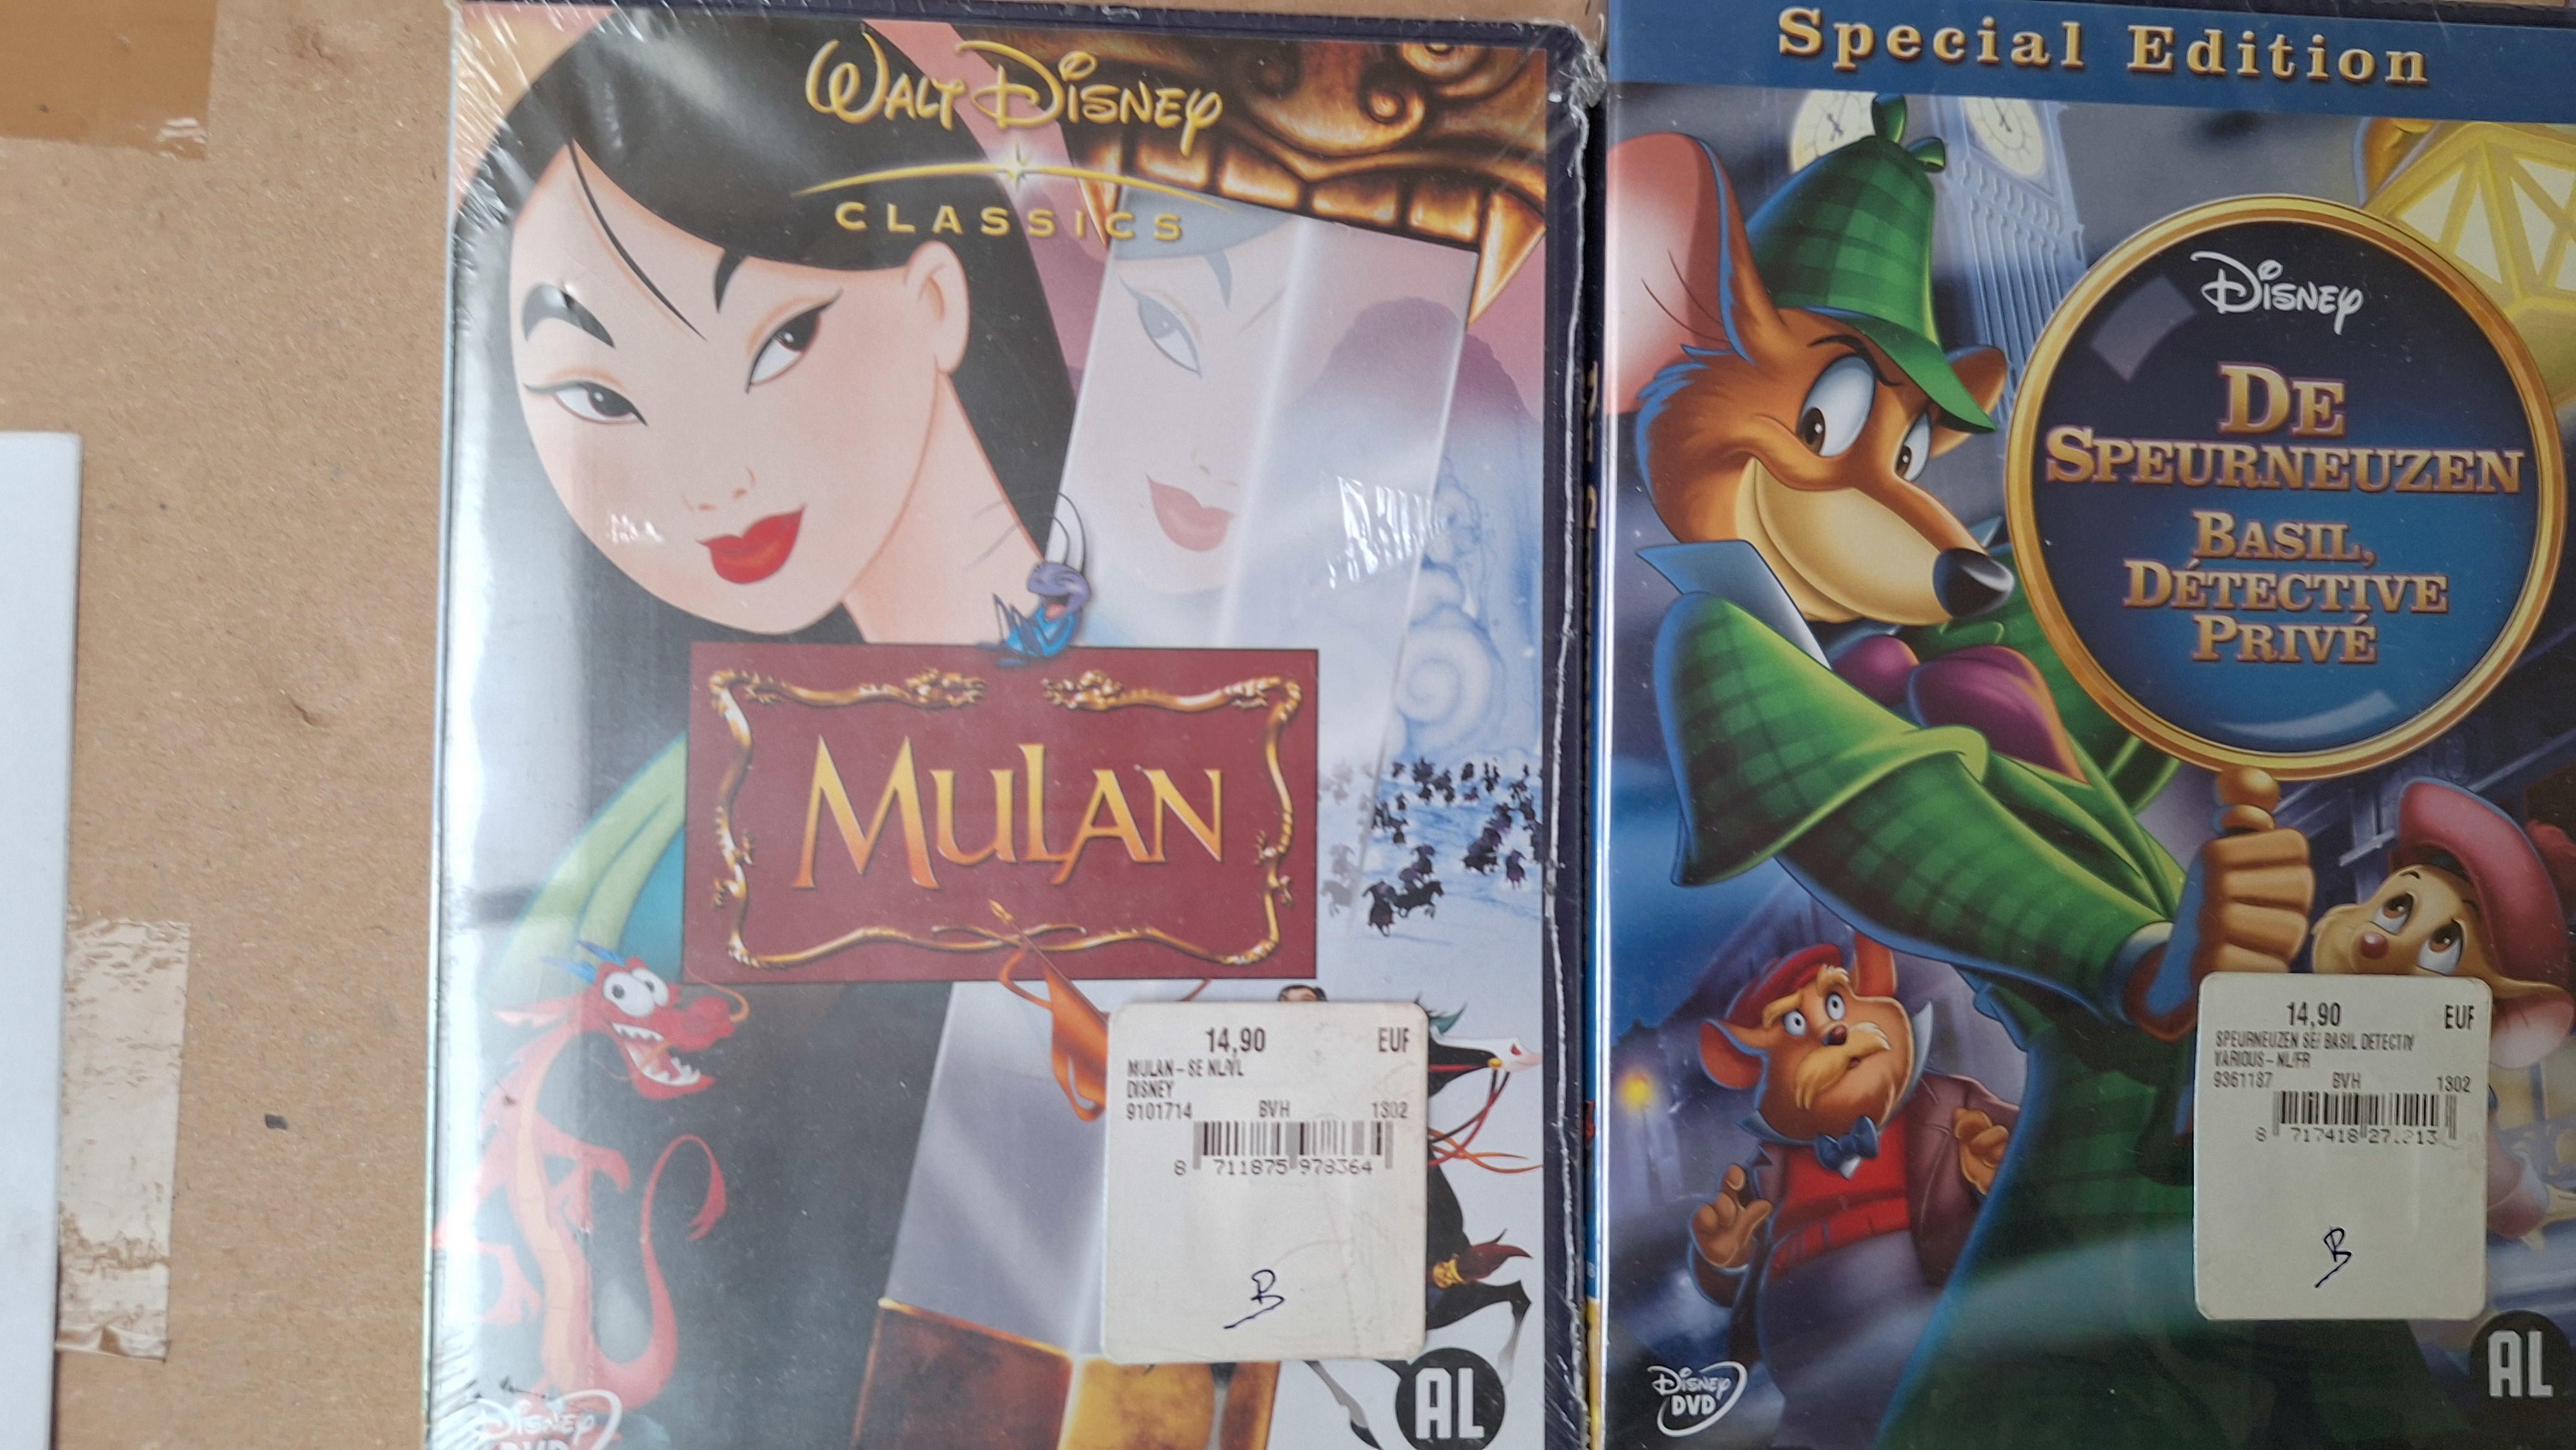 WALT DISNEY
CLASSICS
MULAN
14,90 EUR
MULAN-SE NL/VL
DISNEY
9101714 BVH 1302
8 711875 978364
B
AL
DISNEY
DVD
Special Edition
DISNEY
DE
SPEURNEUZEN
BASIL,
DÉTECTIVE
PRIVÉ
14,90 EUR
SPEURNEUZEN SE/ BASIL DETECTIV
VARIOUS-NL/FR
9361187 BVH 1302
8 717418
B
DISNEY
DVD
AL